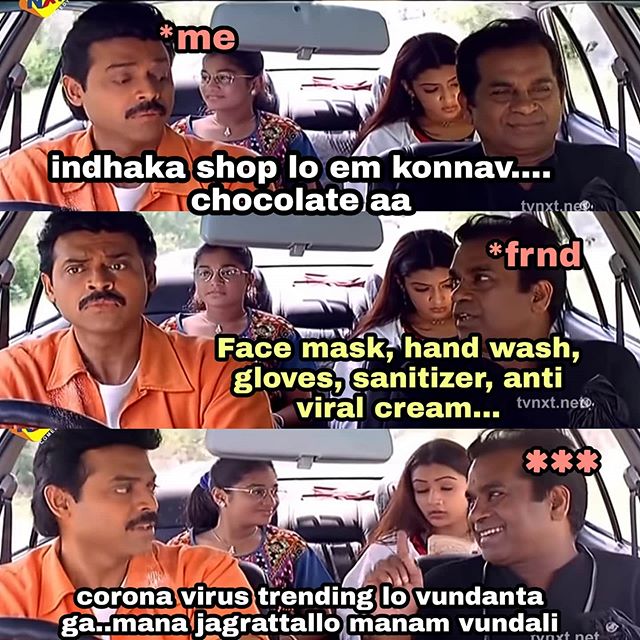 *me
indhaka shop lo em konnav....
chocolate aa
tvnxt.net
*frnd
Face mask, hand wash,
gloves, sanitizer, anti
viral cream...
tvnxt.net
***
corona virus trending lo vundanta
ga..mana jagrattallo manam vundali
tvnxt.net